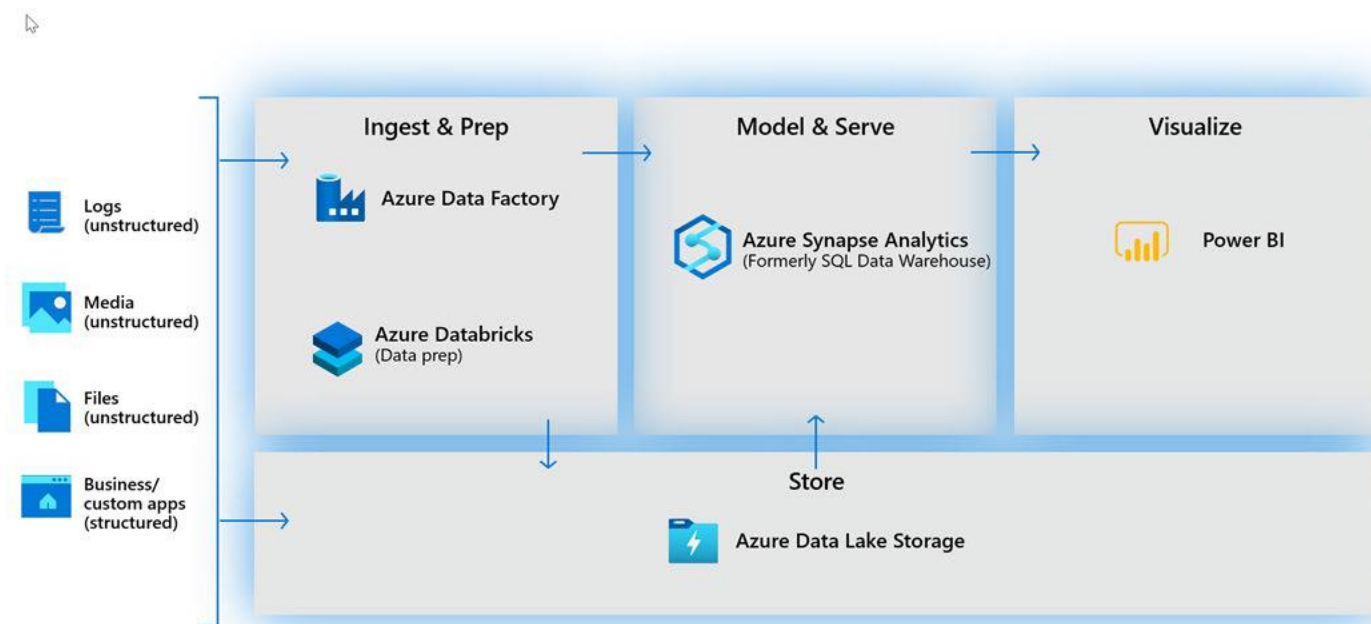 Ingest & Prep
Model & Serve
Visualize
Azure Data Factory
Logs
(unstructured)
Azure Synapse Analytics
(Formerly SQL Data Warehouse)
Power BI
Media
(unstructured)
Azure Databricks
(Data prep)
Files
(unstructured)
Business/
custom apps
(structured)
Store
Azure Data Lake Storage